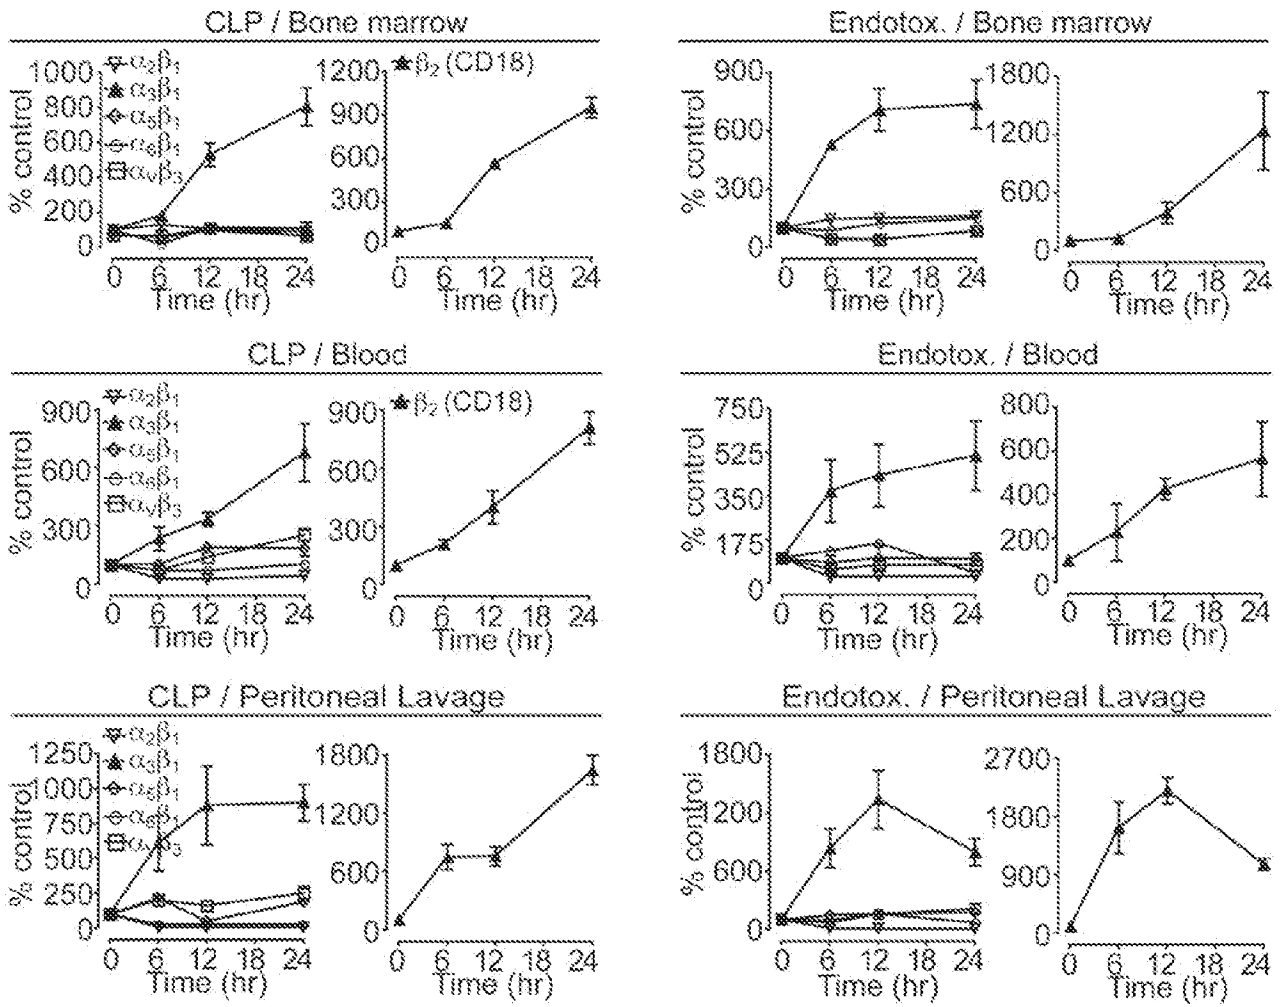 CLP / Bone marrow
% control
1000
800
600
400
200
0
α2β1
α3β1
α5β1
α6β1
αvβ3
0 6 12 18 24
Time (hr)
1200
900
600
300
0
β2 (CD18)
0 6 12 18 24
Time (hr)
Endotox. / Bone marrow
% control
900
600
300
0
0 6 12 18 24
Time (hr)
1800
1200
600
0
0 6 12 18 24
Time (hr)
CLP / Blood
% control
900
600
300
0
α2β1
α3β1
α5β1
α6β1
αvβ3
0 6 12 18 24
Time (hr)
900
600
300
0
β2 (CD18)
0 6 12 18 24
Time (hr)
Endotox. / Blood
% control
750
525
350
175
0
0 6 12 18 24
Time (hr)
800
600
400
200
0
0 6 12 18 24
Time (hr)
CLP / Peritoneal Lavage
% control
1250
1000
750
500
250
0
α2β1
α3β1
α5β1
α6β1
αvβ3
0 6 12 18 24
Time (hr)
1800
1200
600
0
0 6 12 18 24
Time (hr)
Endotox. / Peritoneal Lavage
% control
1800
1200
600
0
0 6 12 18 24
Time (hr)
2700
1800
900
0
0 6 12 18 24
Time (hr)